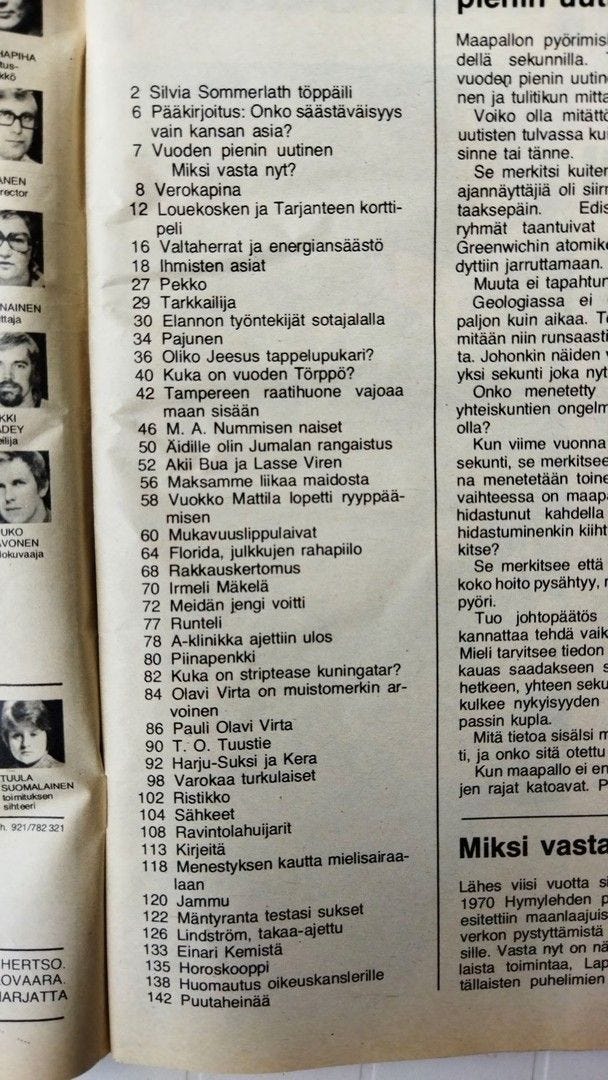 HAPIHA
tus-
kkö
ANEN
rector
NAINEN
ttaja
KKI
ADEY
eilija
UKO
AVONEN
lokuvaaja
TUULA
SUOMALAINEN
toimituksen
sihteeri
h. 921/782 321
HERTSO.
OVAARA.
ARJATTA
2 Silvia Sommerlath töppäili
6 Pääkirjoitus: Onko säästäväisyys
vain kansan asia?
7 Vuoden pienin uutinen
Miksi vasta nyt?
8 Verokapina
12 Louekosken ja Tarjanteen kortti-
peli
16 Valtaherrat ja energiansäästö
18 Ihmisten asiat
27 Pekko
29 Tarkkailija
30 Elannon työntekijät sotajalalla
34 Pajunen
36 Oliko Jeesus tappelupukari?
40 Kuka on vuoden Törppö?
42 Tampereen raatihuone vajoaa
maan sisään
46 M. A. Nummisen naiset
50 Äidille olin Jumalan rangaistus
52 Akii Bua ja Lasse Viren
56 Maksamme liikaa maidosta
58 Vuokko Mattila lopetti ryyppää-
misen
60 Mukavuuslippulaivat
64 Florida, julkkujen rahapiilo
68 Rakkauskertomus
70 Irmeli Mäkelä
72 Meidän jengi voitti
77 Runteli
78 A-klinikka ajettiin ulos
80 Piinapenkki
82 Kuka on striptease kuningatar?
84 Olavi Virta on muistomerkin ar-
voinen
86 Pauli Olavi Virta
90 T. O. Tuustie
92 Harju-Suksi ja Kera
98 Varokaa turkulaiset
102 Ristikko
104 Sähkeet
108 Ravintolahuijarit
113 Kirjeitä
118 Menestyksen kautta mielisairaa-
laan
120 Jammu
122 Mäntyranta testasi sukset
126 Lindström, takaa-ajettu
133 Einari Kemistä
135 Horoskooppi
138 Huomautus oikeuskanslerille
142 Puutaheinää
pienin uut
Maapallon pyörimis
dellä sekunnilla.
vuoden pienin uutine
nen ja tulitikun mitta
Voiko olla mitättö
uutisten tulvassa ku
sinne tai tänne.
Se merkitsi kuiter
ajannäyttäjiä oli siirr
taaksepäin. Edis
ryhmät taantuivat
Greenwichin atomike
dyttiin jarruttamaan.
Muuta ei tapahtun
Geologiassa ei
paljon kuin aikaa. To
mitään niin runsaasti
ta. Johonkin näiden v
yksi sekunti joka nyt
Onko menetetty
yhteiskuntien ongelm
olla?
Kun viime vuonna
sekunti, se merkitsee
na menetetään toine
vaihteessa on maapa
hidastunut kahdella
hidastuminenkin kiiht
kitse?
Se merkitsee että
koko hoito pysähtyy, r
pyöri.
Tuo johtopäätös
kannattaa tehdä vaik
Mieli tarvitsee tiedon
kauas saadakseen s
hetkeen, yhteen seku
kulkee nykyisyyden
passin kupla.
Mitä tietoa sisälsi m
ti, ja onko sitä otettu
Kun maapallo ei en
jen rajat katoavat. P
Miksi vasta
Lähes viisi vuotta si
1970 Hymylehden p
esitettiin maanlaajuis
verkon pystyttämistä
sille. Vasta nyt on nä
laista toimintaa, Lap
tällaisten puhelimien